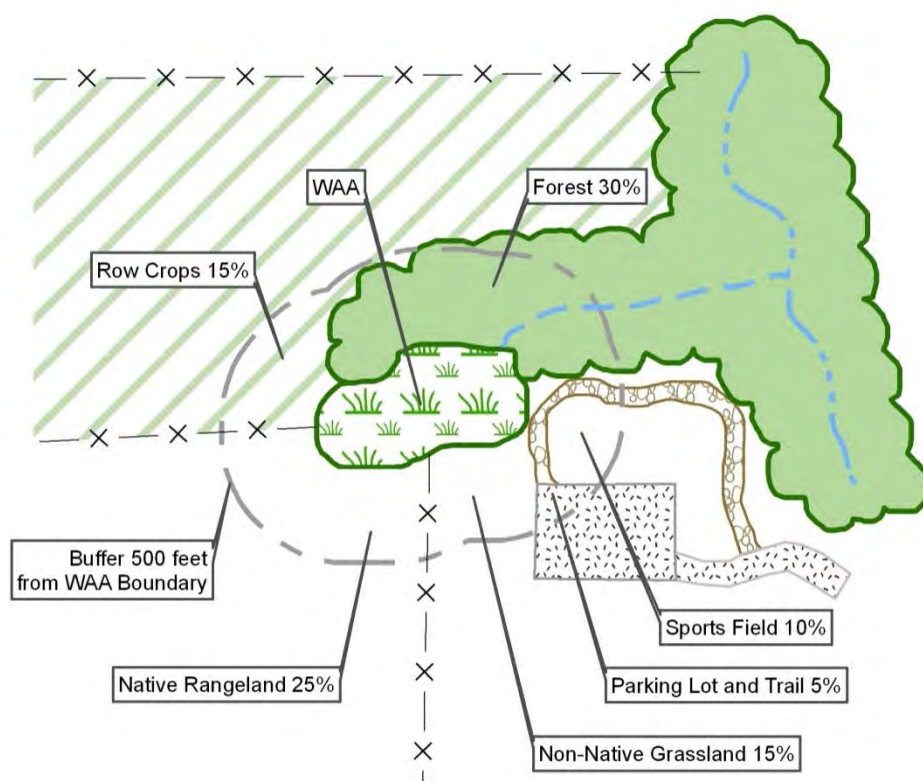 WAA
Forest 30%
Row Crops 15%
Buffer 500 feet
from WAA Boundary
Sports Field 10%
Native Rangeland 25%
Parking Lot and Trail 5%
Non-Native Grassland 15%